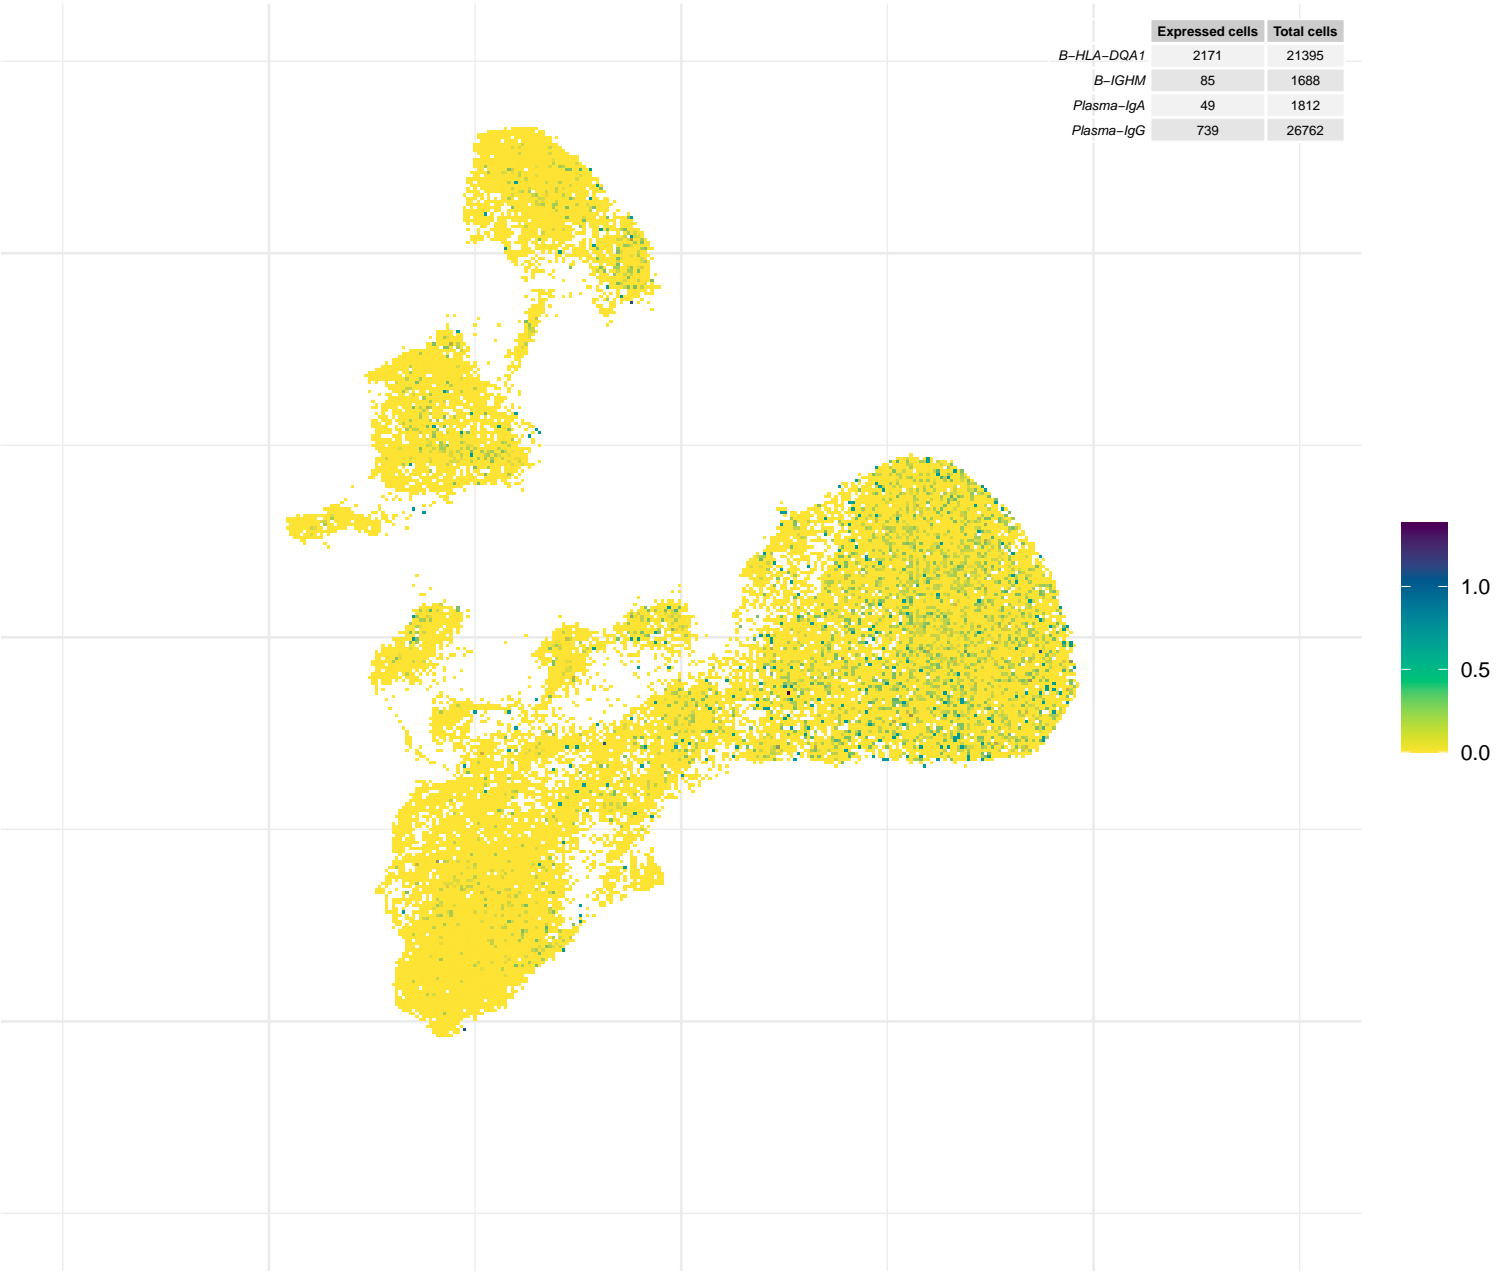 Expressed cells Total cells
B−HLA−DQA1 2171 21395
B−IGHM 85 1688
Plasma−IgA 49 1812
Plasma−IgG 739 26762
1.0
0.5
0.0